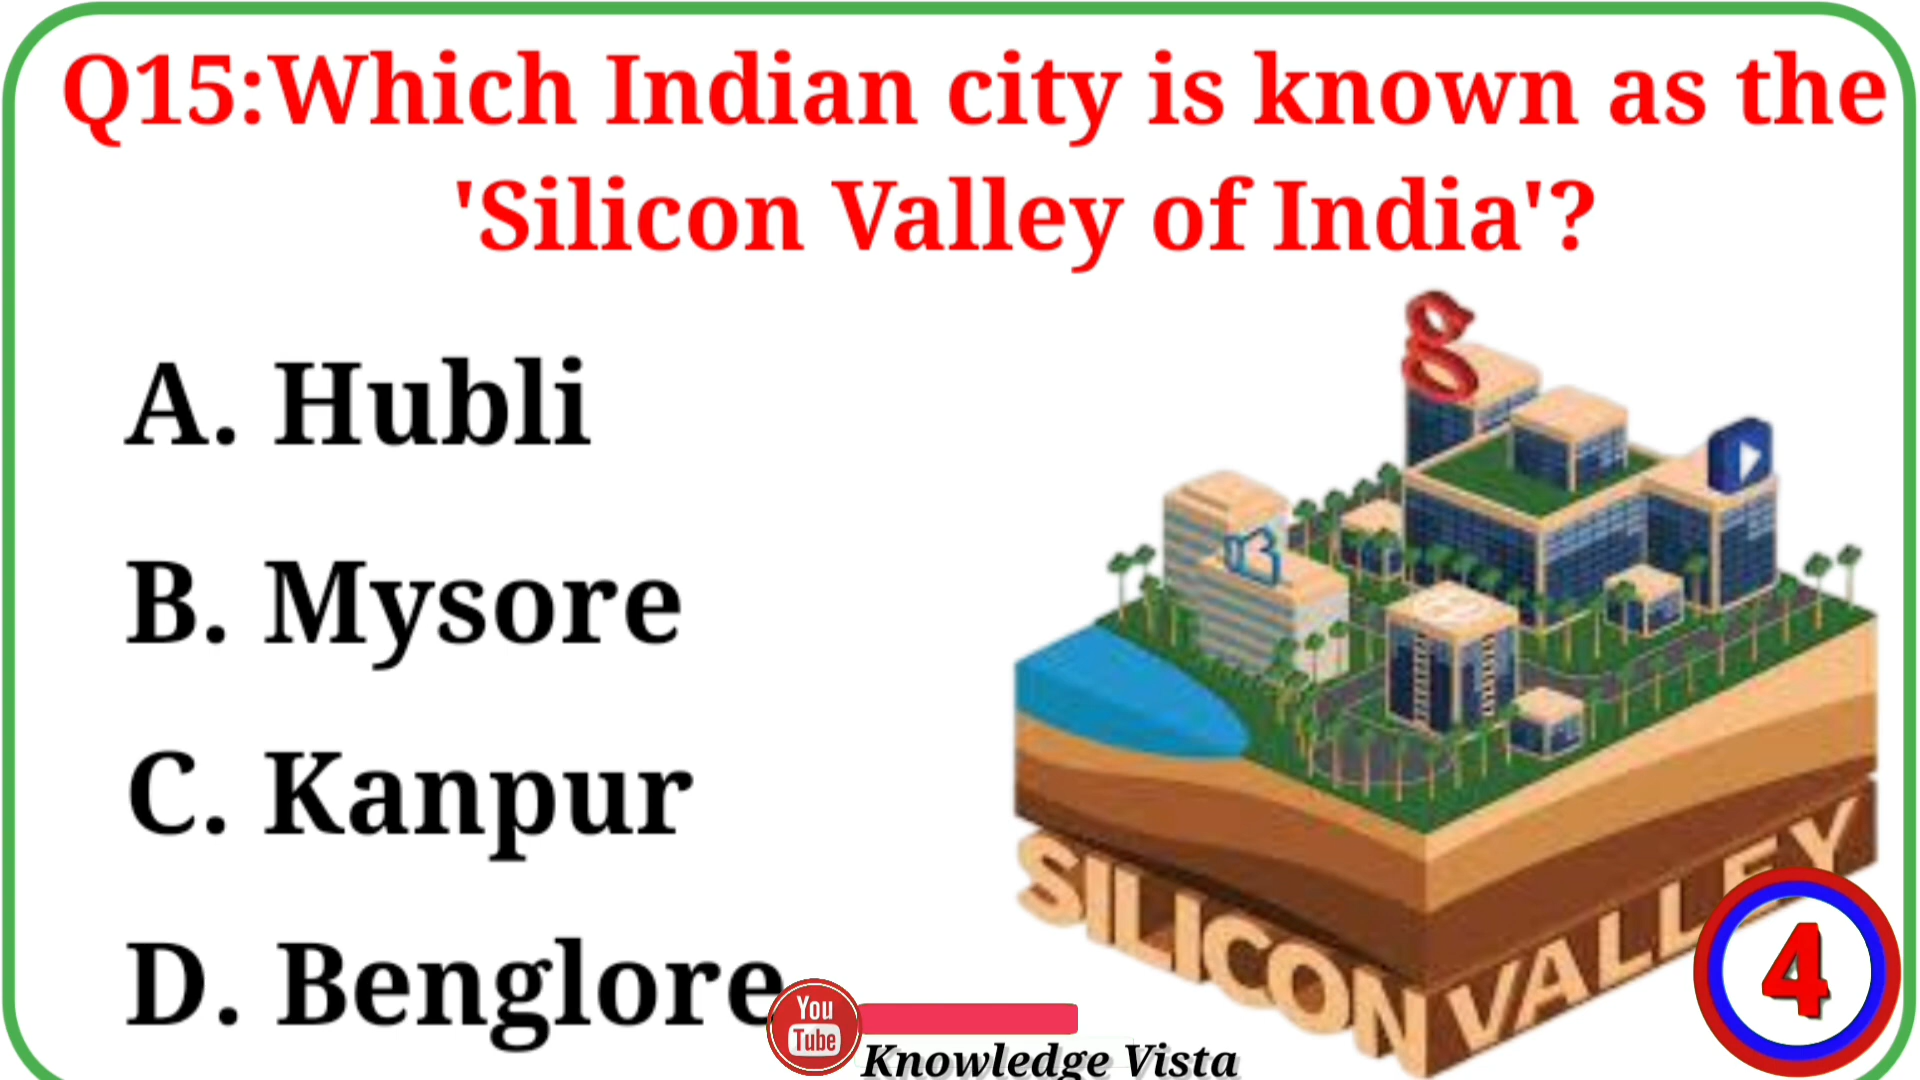 Q15:Which Indian city is known as the
'Silicon Valley of India'?
A. Hubli
B. Mysore
C. Kanpur
D. Benglore
g
SILICON VALLEY
4
You
Tube
Knowledge Vista